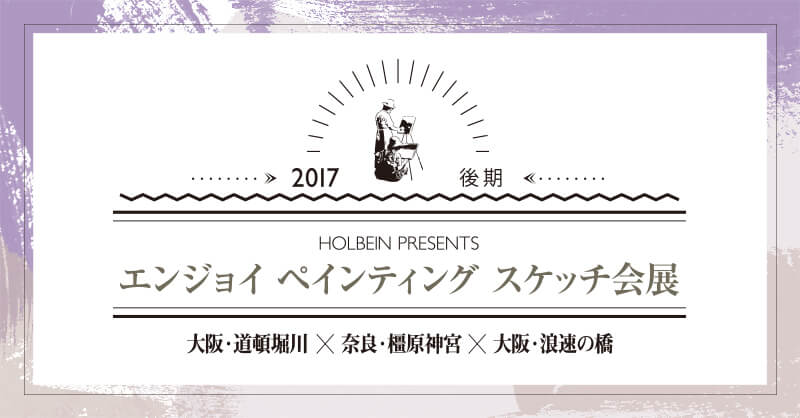 2017 後期
HOLBEIN PRESENTS
エンジョイ ペインティング スケッチ会展
大阪・道頓堀川 × 奈良・橿原神宮 × 大阪・浪速の橋